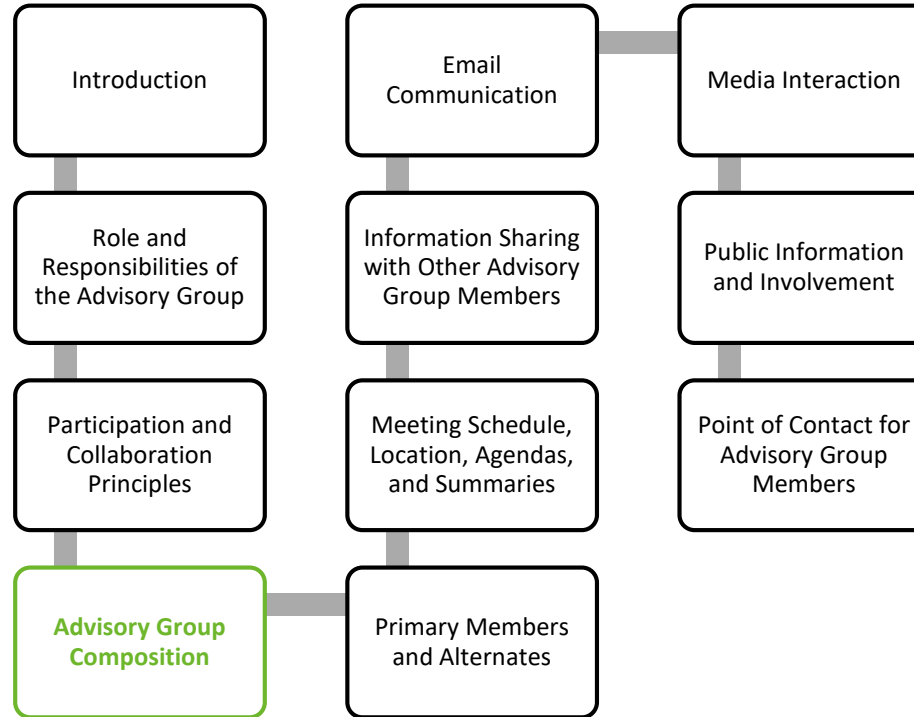 Introduction
Role and
Responsibilities of
the Advisory Group
Participation and
Collaboration
Principles
Advisory Group
Composition
Primary Members
and Alternates
Meeting Schedule,
Location, Agendas,
and Summaries
Information Sharing
with Other Advisory
Group Members
Email
Communication
Media Interaction
Public Information
and Involvement
Point of Contact for
Advisory Group
Members